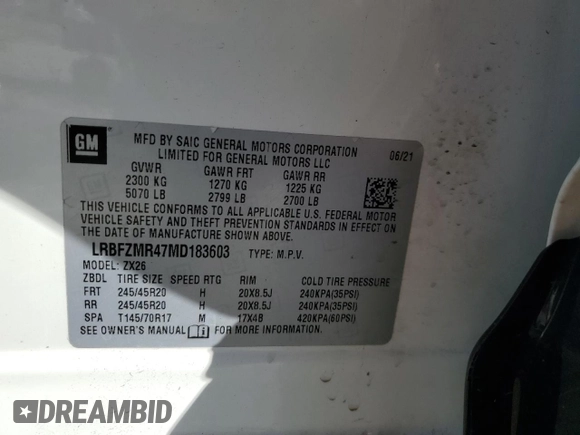 GM
MFD BY SAIC GENERAL MOTORS CORPORATION
LIMITED FOR GENERAL MOTORS LLC 06/21
GVWR GAWR FRT GAWR RR
2300 KG 1270 KG 1225 KG
5070 LB 2799 LB 2700 LB
THIS VEHICLE CONFORMS TO ALL APPLICABLE U.S. FEDERAL MOTOR
VEHICLE SAFETY AND THEFT PREVENTION STANDARDS IN EFFECT ON
THE DATE OF MANUFACTURE SHOWN ABOVE.
LRBFZMR47MD183603 TYPE: M.P.V.
MODEL: ZX26
ZBDL TIRE SIZE SPEED RTG RIM COLD TIRE PRESSURE
FRT 245/45R20 H 20X8.5J 240KPA(35PSI)
RR 245/45R20 H 20X8.5J 240KPA(35PSI)
SPA T145/70R17 M 17X4B 420KPA(60PSI)
SEE OWNER'S MANUAL FOR MORE INFORMATION
DREAMBID